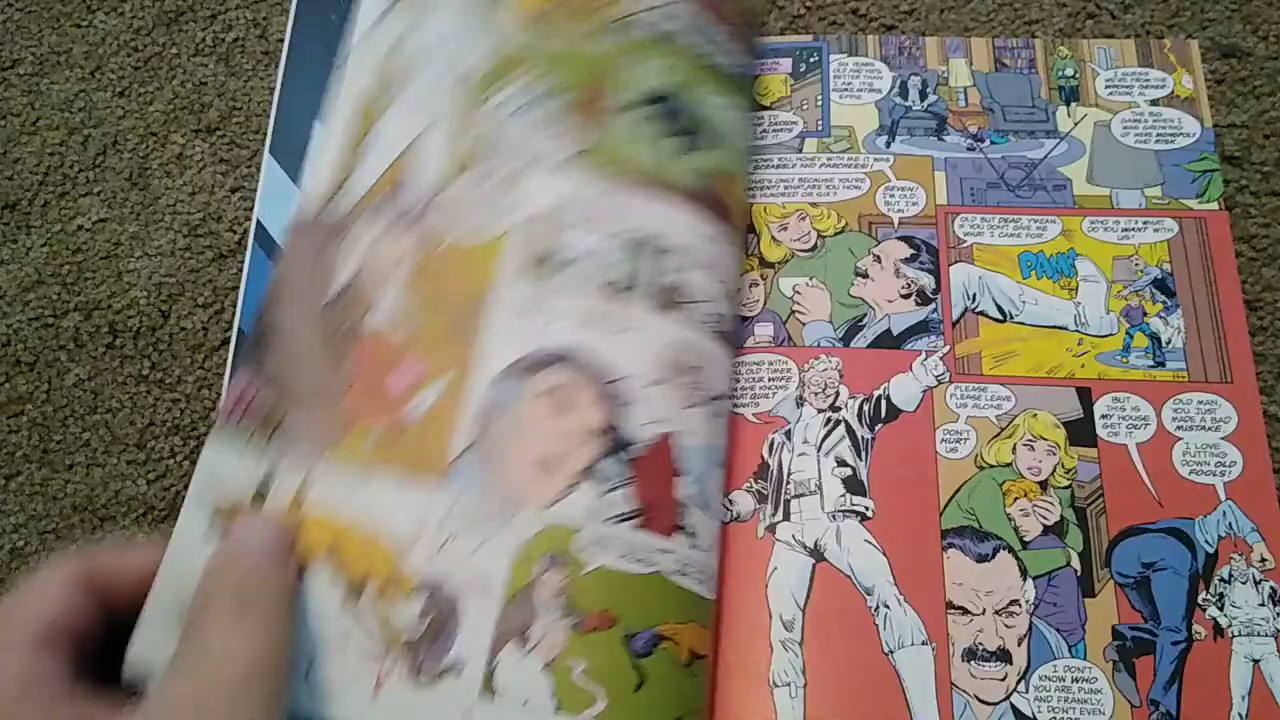 SIX YEARS
OLD AND HE'S
BETTER THAN
I AM. IT'S
HUMILIATING,
EFFIE.
I GUESS
WE'RE FROM THE
WRONG GENER-
ATION, AL.
THE BIG
GAMES WHEN I
WAS GROWING
UP WERE MONOPOLY
AND RISK.
I ALWAYS
YOU, HONEY. WITH ME IT WAS
SCRABBLE AND PARCHEESI!
THAT'S ONLY BECAUSE YOU'RE
WHAT ARE YOU NOW,
HUNDRED OR SIX?
SEVEN!
I'M OLD,
BUT I'M
FUN!
OLD BUT DEAD, Y'MEAN,
IF YOU DON'T GIVE ME
WHAT I CAME FOR.
WHO IS IT? WHAT
DO YOU WANT WITH
US?
WITH
OLD-TIMER.
YOUR WIFE.
SHE KNOWS
QUILT
WANTS
PLEASE...
PLEASE LEAVE
US ALONE.
DON'T
HURT
US.
BUT
THIS IS
MY HOUSE.
GET OUT
OF IT.
OLD MAN,
YOU JUST
MADE A BAD
MISTAKE.
I LOVE
PUTTING
DOWN OLD
FOOLS!
I DON'T
KNOW WHO
YOU ARE, PUNK.
AND FRANKLY,
I DON'T EVEN